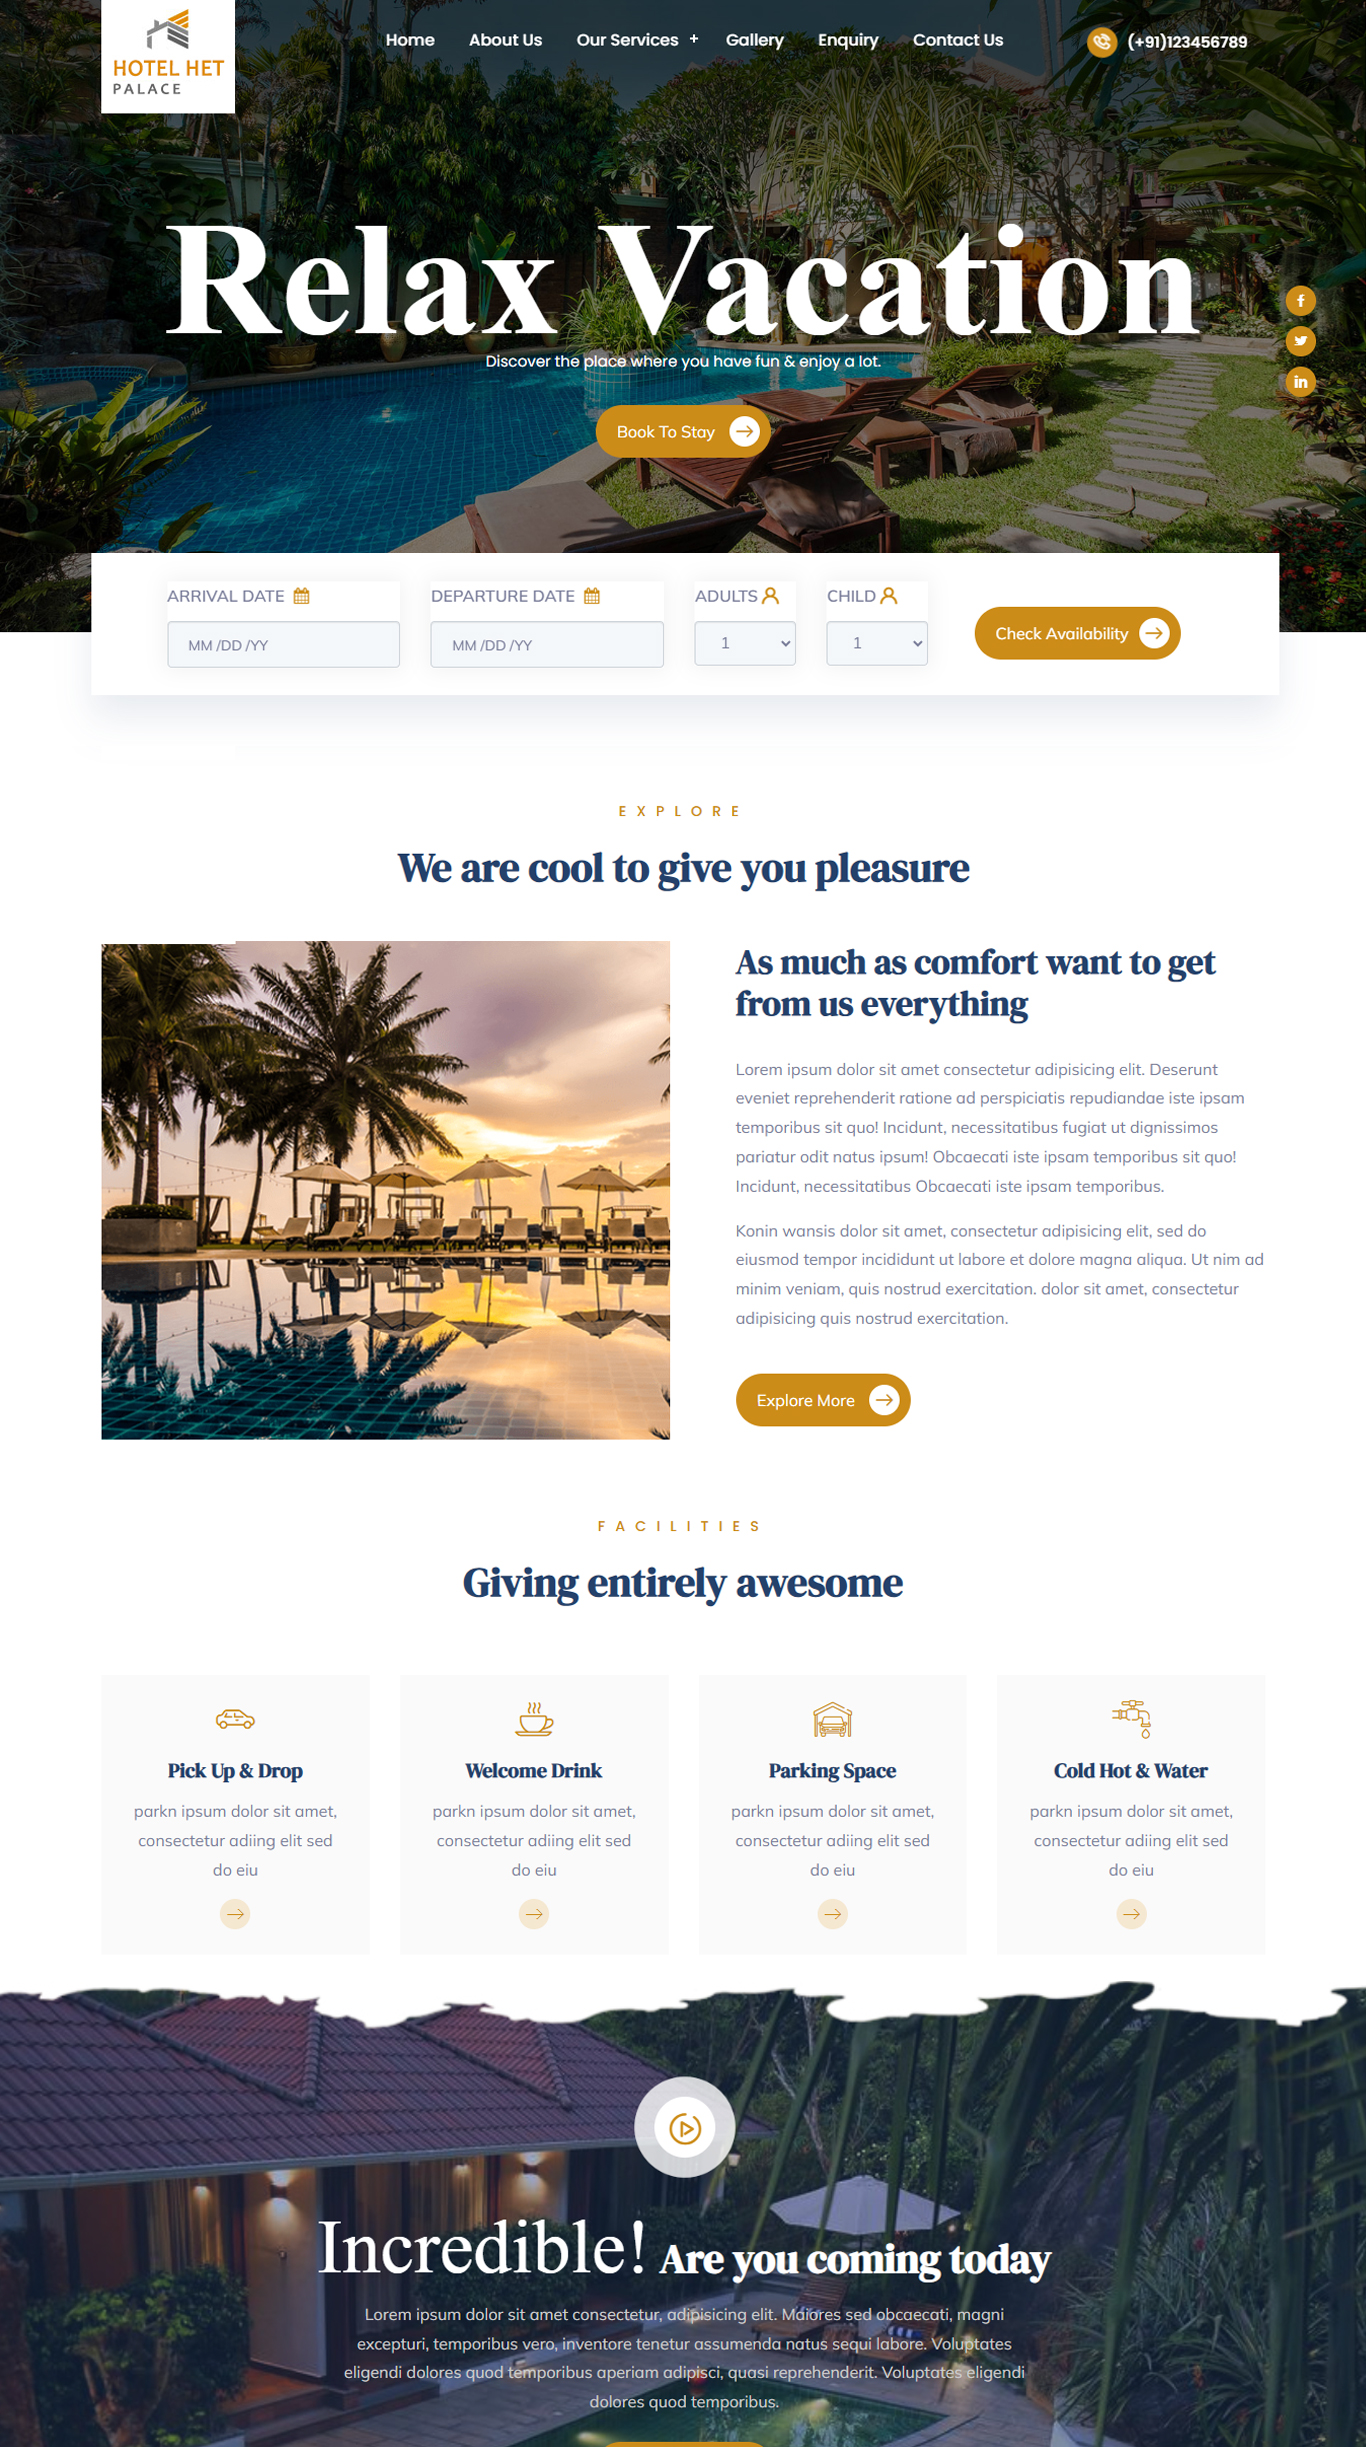 HOTEL HET
PALACE
Home About Us Our Services + Gallery Enquiry Contact Us
(+91)123456789
Relax Vacation
Discover the place where you have fun & enjoy a lot.
Book To Stay
ARRIVAL DATE
DEPARTURE DATE
ADULTS
CHILD
MM /DD /YY
MM /DD /YY
1
1
Check Availability
EXPLORE
We are cool to give you pleasure
As much as comfort want to get
from us everything
Lorem ipsum dolor sit amet consectetur adipisicing elit. Deserunt
eveniet reprehenderit ratione ad perspiciatis repudiandae iste ipsam
temporibus sit quo! Incidunt, necessitatibus fugiat ut dignissimos
pariatur odit natus ipsum! Obcaecati iste ipsam temporibus sit quo!
Incidunt, necessitatibus Obcaecati iste ipsam temporibus.
Konin wansis dolor sit amet, consectetur adipisicing elit, sed do
eiusmod tempor incididunt ut labore et dolore magna aliqua. Ut nim ad
minim veniam, quis nostrud exercitation. dolor sit amet, consectetur
adipisicing quis nostrud exercitation.
Explore More
FACILITIES
Giving entirely awesome
Pick Up & Drop
parkn ipsum dolor sit amet,
consectetur adiing elit sed
do eiu
Welcome Drink
parkn ipsum dolor sit amet,
consectetur adiing elit sed
do eiu
Parking Space
parkn ipsum dolor sit amet,
consectetur adiing elit sed
do eiu
Cold Hot & Water
parkn ipsum dolor sit amet,
consectetur adiing elit sed
do eiu
Incredible! Are you coming today
Lorem ipsum dolor sit amet consectetur, adipisicing elit. Maiores sed obcaecati, magni
excepturi, temporibus vero, inventore tenetur assumenda natus sequi labore. Voluptates
eligendi dolores quod temporibus aperiam adipisci, quasi reprehenderit. Voluptates eligendi
dolores quod temporibus.